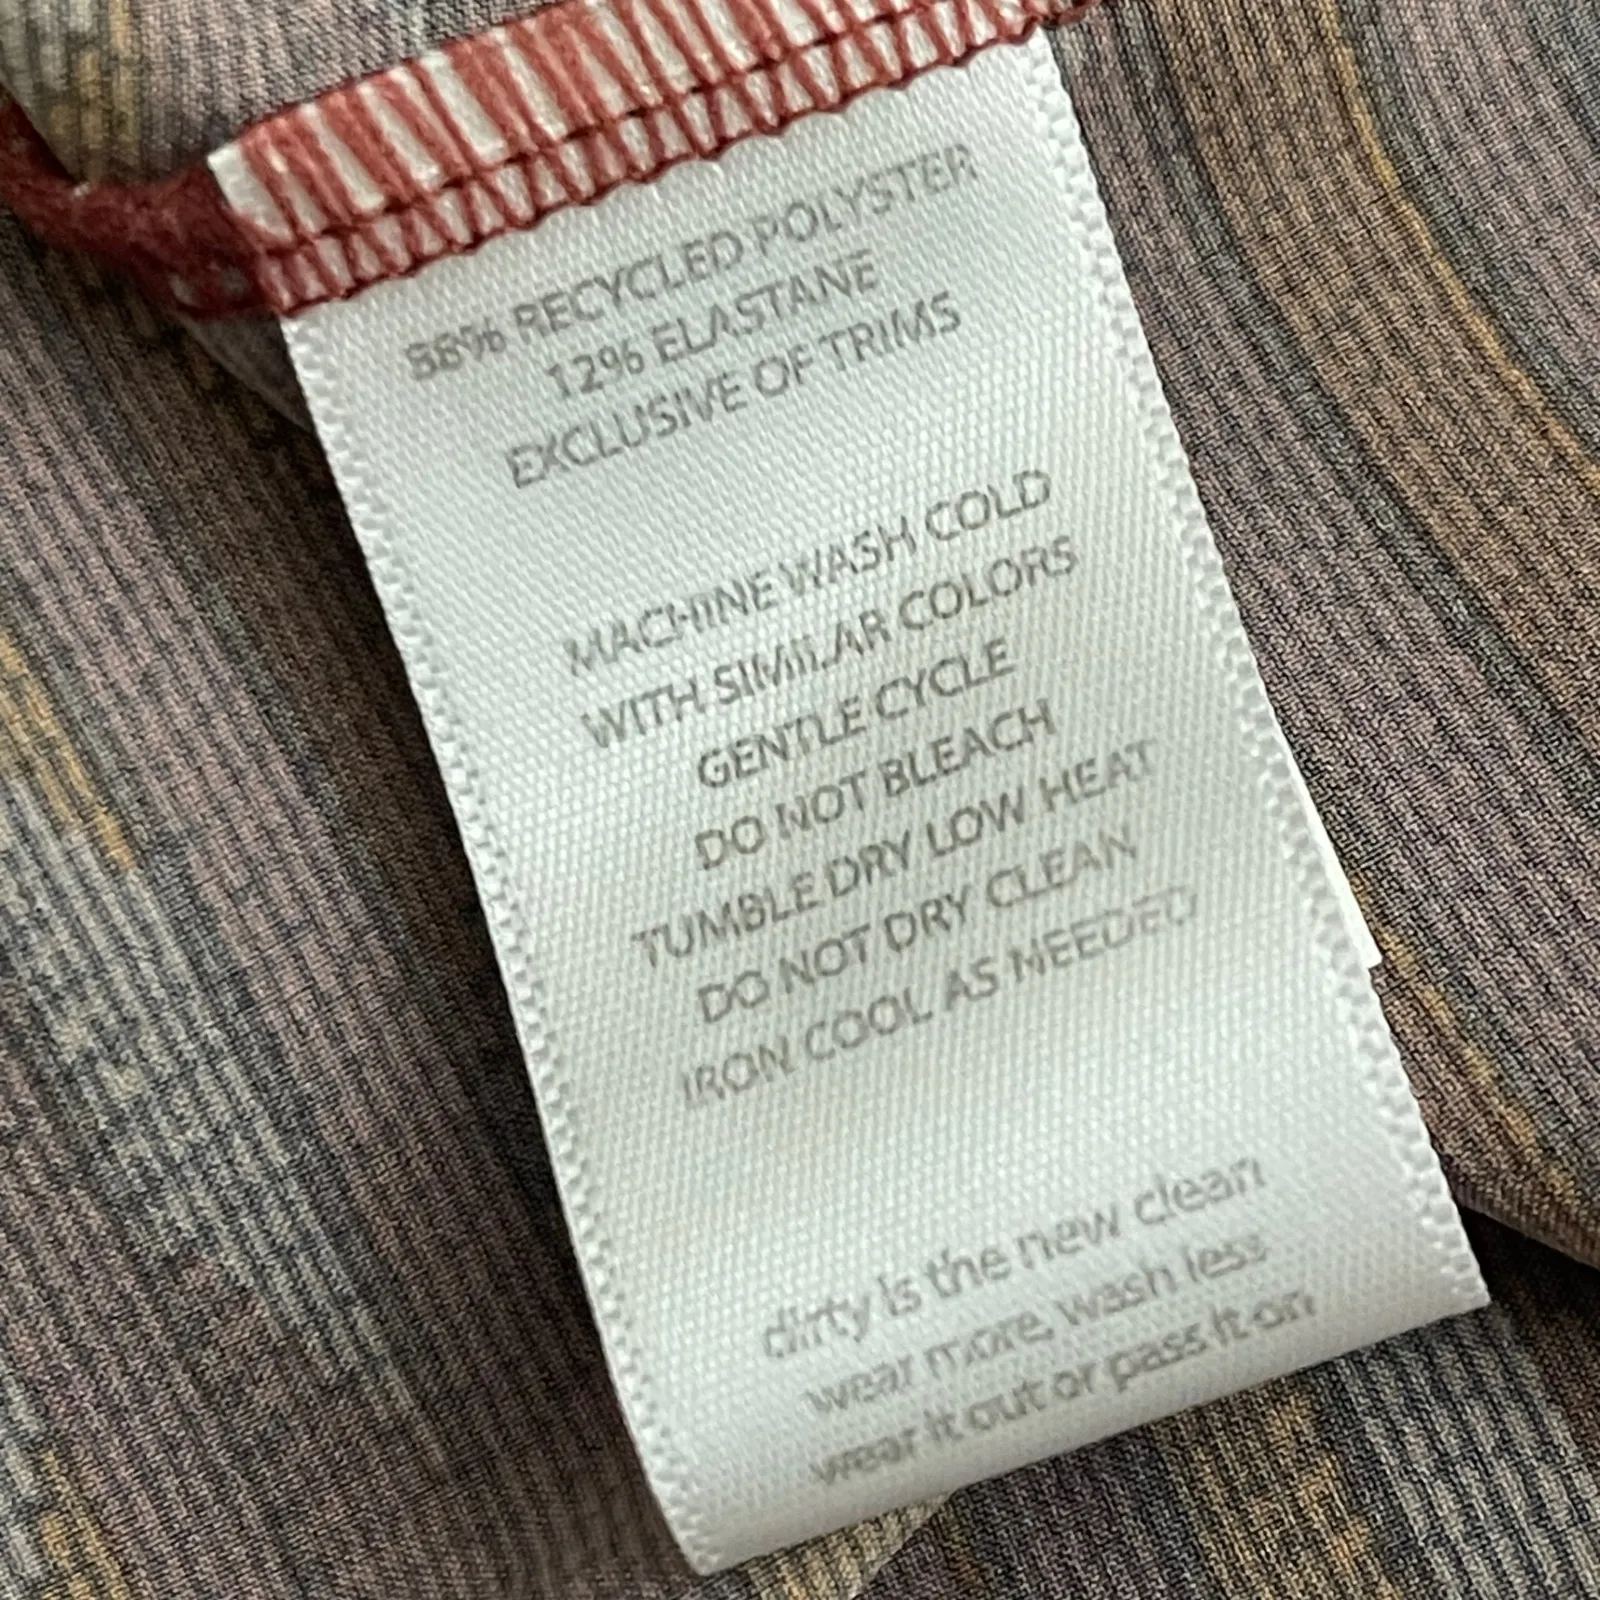 88% RECYCLED POLYSTER
12% ELASTANE
EXCLUSIVE OF TRIMS
MACHINE WASH COLD
WITH SIMILAR COLORS
GENTLE CYCLE
DO NOT BLEACH
TUMBLE DRY LOW HEAT
DO NOT DRY CLEAN
IRON COOL AS NEEDED
dirty is the new clean
wear more, wash less
wear it out or pass it on